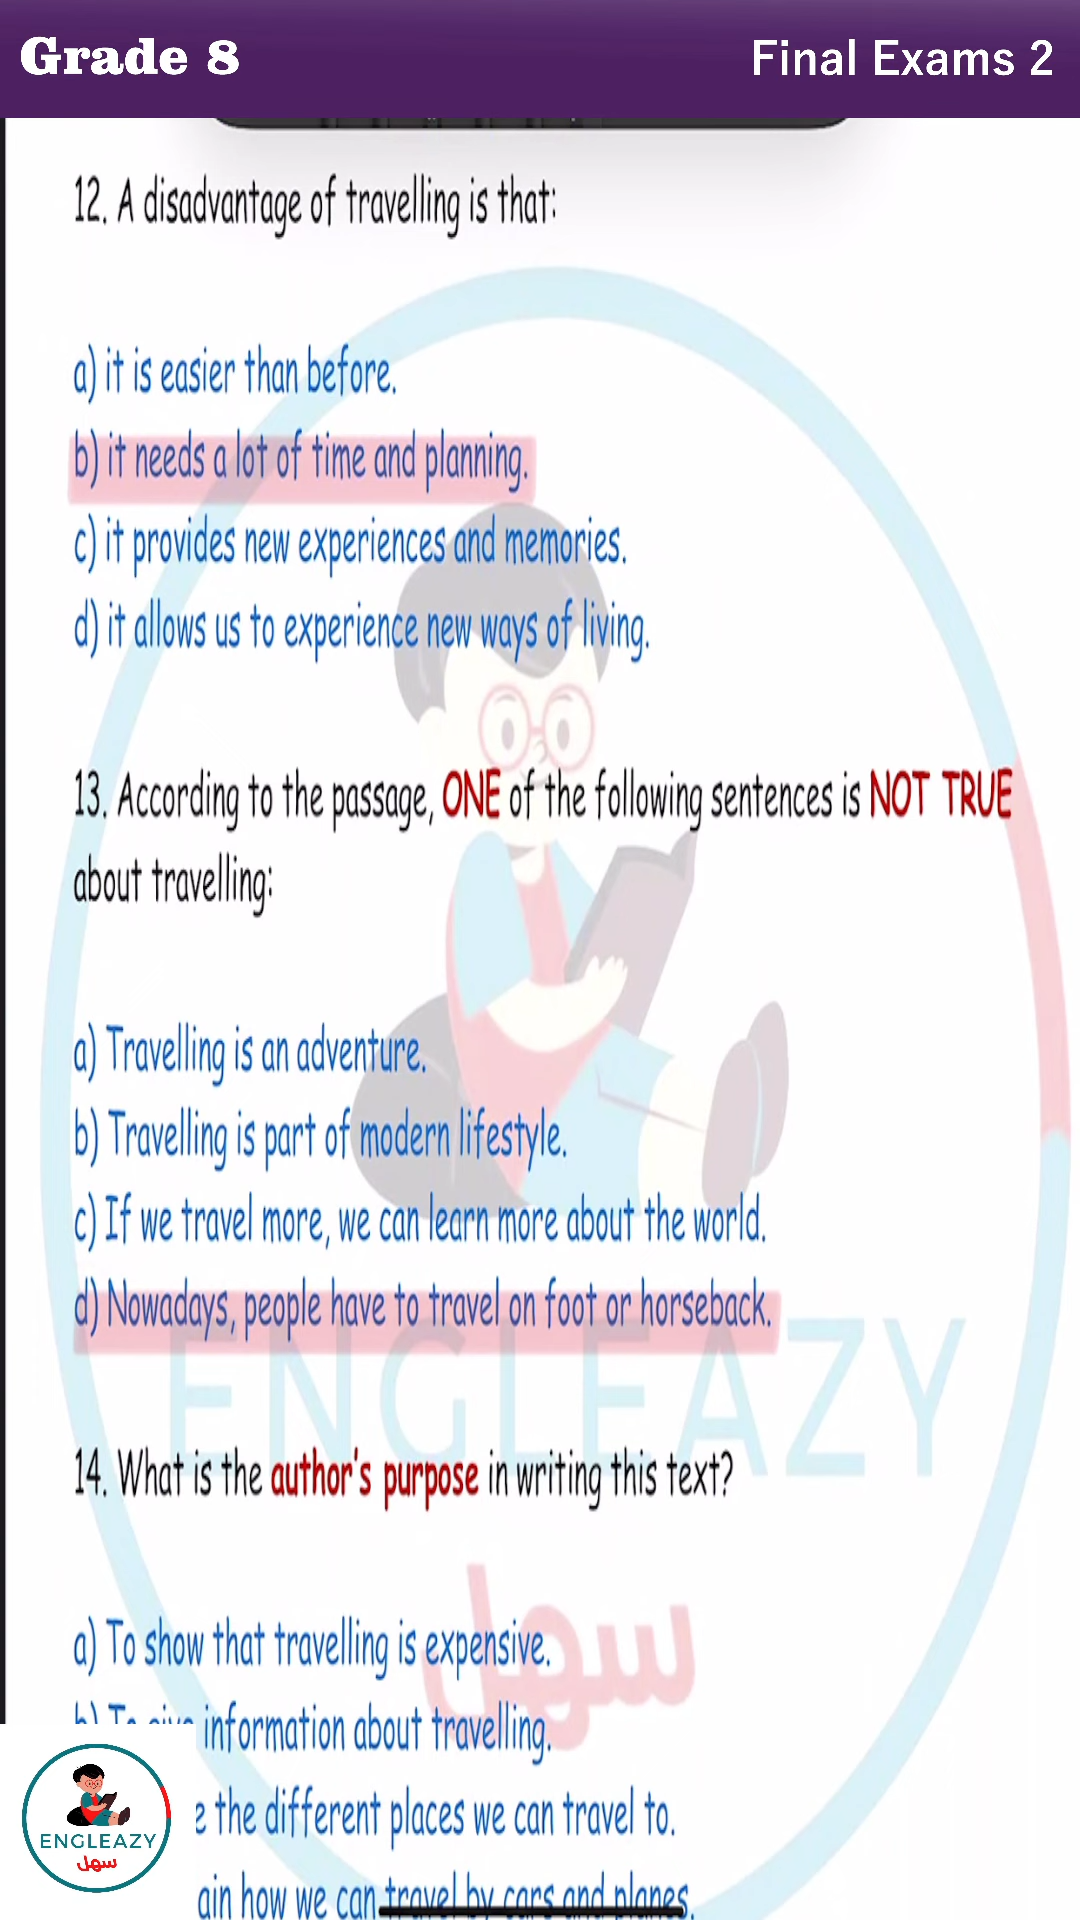 Grade 8
Final Exams 2
12. A disadvantage of travelling is that:
a) it is easier than before.
b) it needs a lot of time and planning.
c) it provides new experiences and memories.
d) it allows us to experience new ways of living.
13. According to the passage, ONE of the following sentences is NOT TRUE
about travelling:
a) Travelling is an adventure.
b) Travelling is part of modern lifestyle.
c) If we travel more, we can learn more about the world.
d) Nowadays, people have to travel on foot or horseback.
ENGLEAZY
14. What is the author's purpose in writing this text?
سهل
a) To show that travelling is expensive.
b) To give information about travelling.
e the different places we can travel to.
ain how we can travel by cars and planes.
ENGLEAZY
سهل